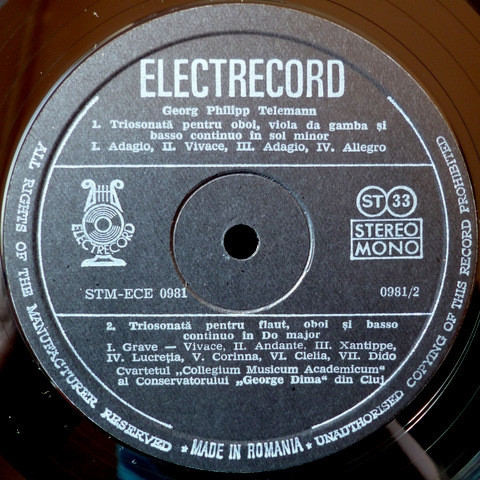 ELECTRECORD
Georg Philipp Telemann
1. Triosonată pentru oboi, viola da gamba și
basso continuo în sol minor
I. Adagio, II. Vivace, III. Adagio, IV. Allegro
ELECTRECORD
ST 33
STEREO
MONO
STM-ECE 0981
0981/2
2. Triosonată pentru flaut, oboi și basso
continuo în Do major
I. Grave — Vivace, II. Andante, III. Xantippe,
IV. Lucreția, V. Corinna, VI. Clelia, VII. Dido
Cvartetul „Collegium Musicum Academicum"
al Conservatorului „George Dima" din Cluj
ALL RIGHTS OF THE MANUFACTURER RESERVED * MADE IN ROMANIA * UNAUTHORISED COPYING OF THIS RECORD PROHIBITED